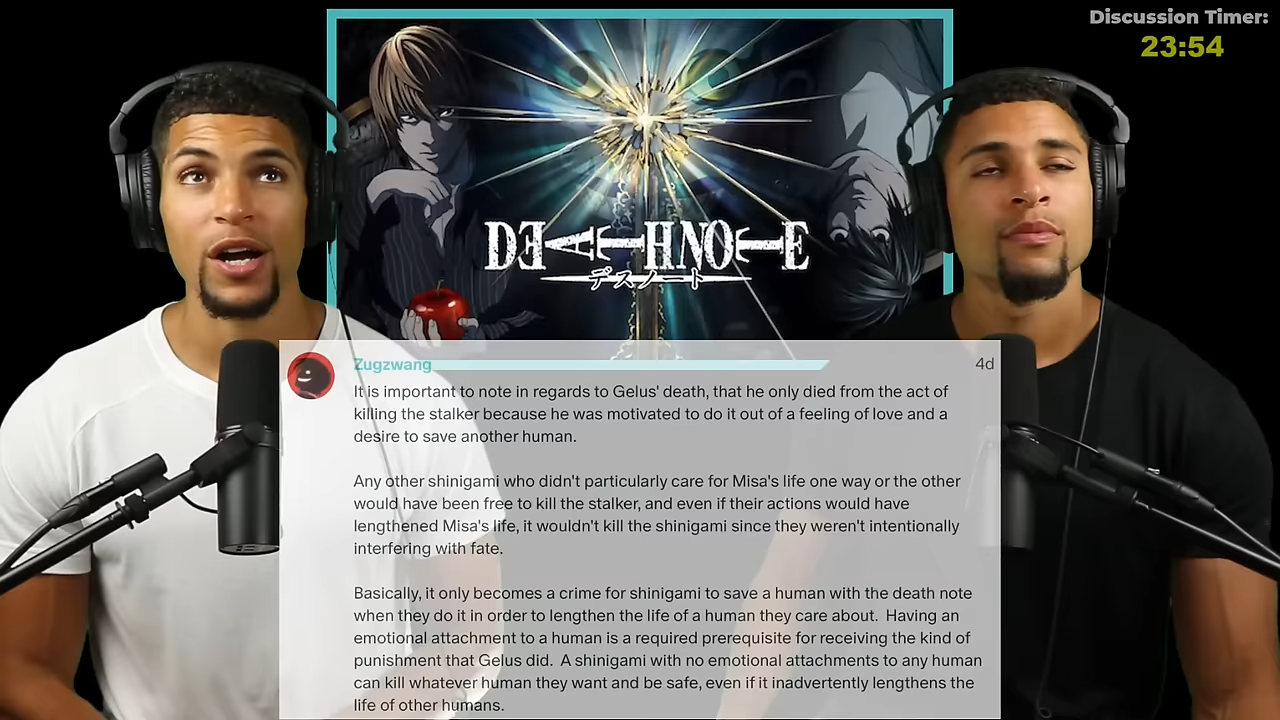 Discussion Timer:
23:54
DEATH NOTE
デスノート
Zugzwang
4d
It is important to note in regards to Gelus' death, that he only died from the act of
killing the stalker because he was motivated to do it out of a feeling of love and a
desire to save another human.
Any other shinigami who didn't particularly care for Misa's life one way or the other
would have been free to kill the stalker, and even if their actions would have
lengthened Misa's life, it wouldn't kill the shinigami since they weren't intentionally
interfering with fate.
Basically, it only becomes a crime for shinigami to save a human with the death note
when they do it in order to lengthen the life of a human they care about.  Having an
emotional attachment to a human is a required prerequisite for receiving the kind of
punishment that Gelus did.  A shinigami with no emotional attachments to any human
can kill whatever human they want and be safe, even if it inadvertently lengthens the
life of other humans.